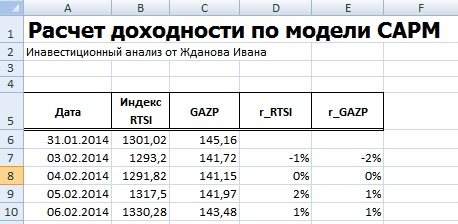 A B C D E F
1 Расчет доходности по модели CAPM
2 Инавестиционный анализ от Жданова Ивана
3
4
5 Дата Индекс RTSI GAZP r_RTSI r_GAZP
6 31.01.2014 1301,02 145,16
7 03.02.2014 1293,2 141,72 -1% -2%
8 04.02.2014 1291,82 141,15 0% 0%
9 05.02.2014 1317,5 141,97 2% 1%
10 06.02.2014 1330,28 143,48 1% 1%